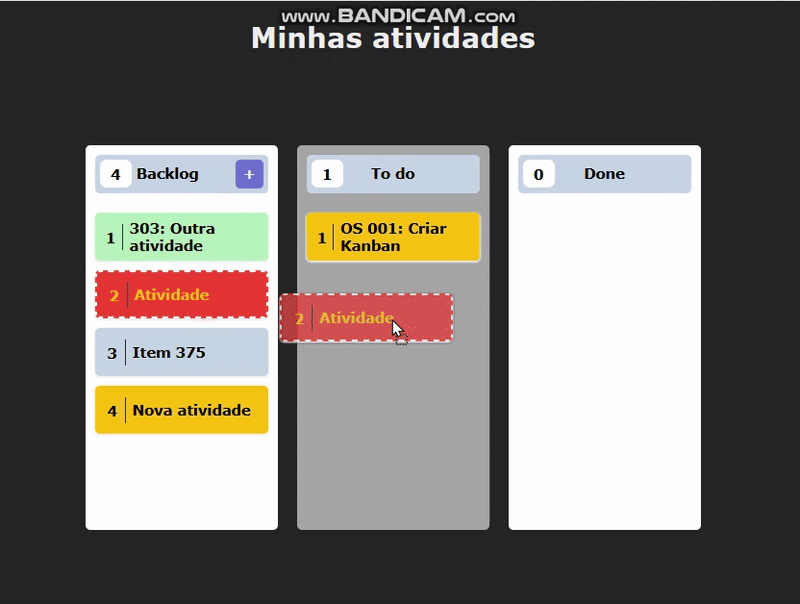 www.BANDICAM.com
Minhas atividades
4 Backlog +
1 303: Outra
atividade
2 Atividade
3 Item 375
4 Nova atividade
1 To do
1 OS 001: Criar
Kanban
2 Atividade
0 Done